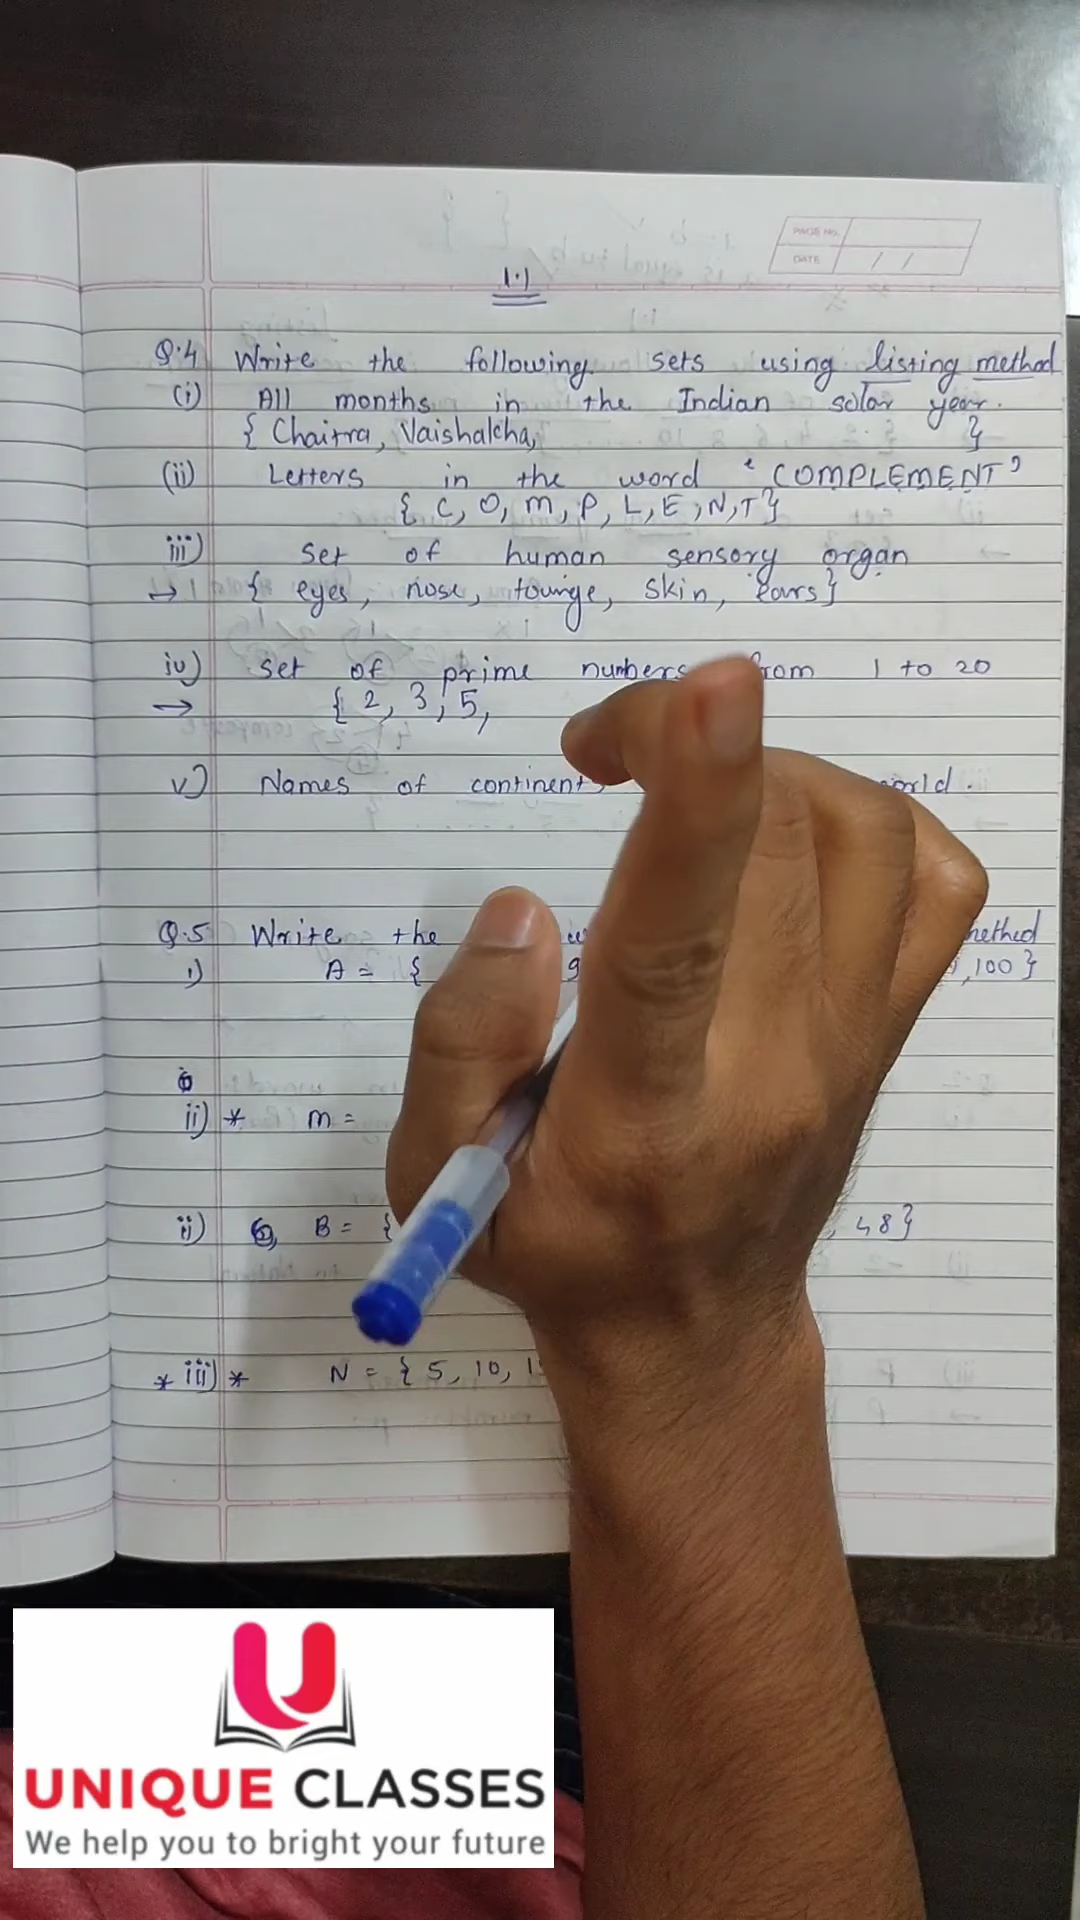 PAGE NO.
DATE / /
1.1
Q.4 Write the following sets using listing method
(i) All months in the Indian solar year.
{ Chaitra, Vaishakha, }
(ii) Letters in the word 'COMPLEMENT'
{ C, O, M, P, L, E, N, T }
iii) Set of human sensory organ
→ { eyes, nose, tounge, skin, ears }
iv) Set of prime numbers from 1 to 20
→ { 2, 3, 5,
v) Names of continents
Q.5 Write the
i) A = { 9 ,100 }
ii) * m =
ii) B = { , 48 }
* iii) * N = { 5, 10, 1
UNIQUE CLASSES
We help you to bright your future